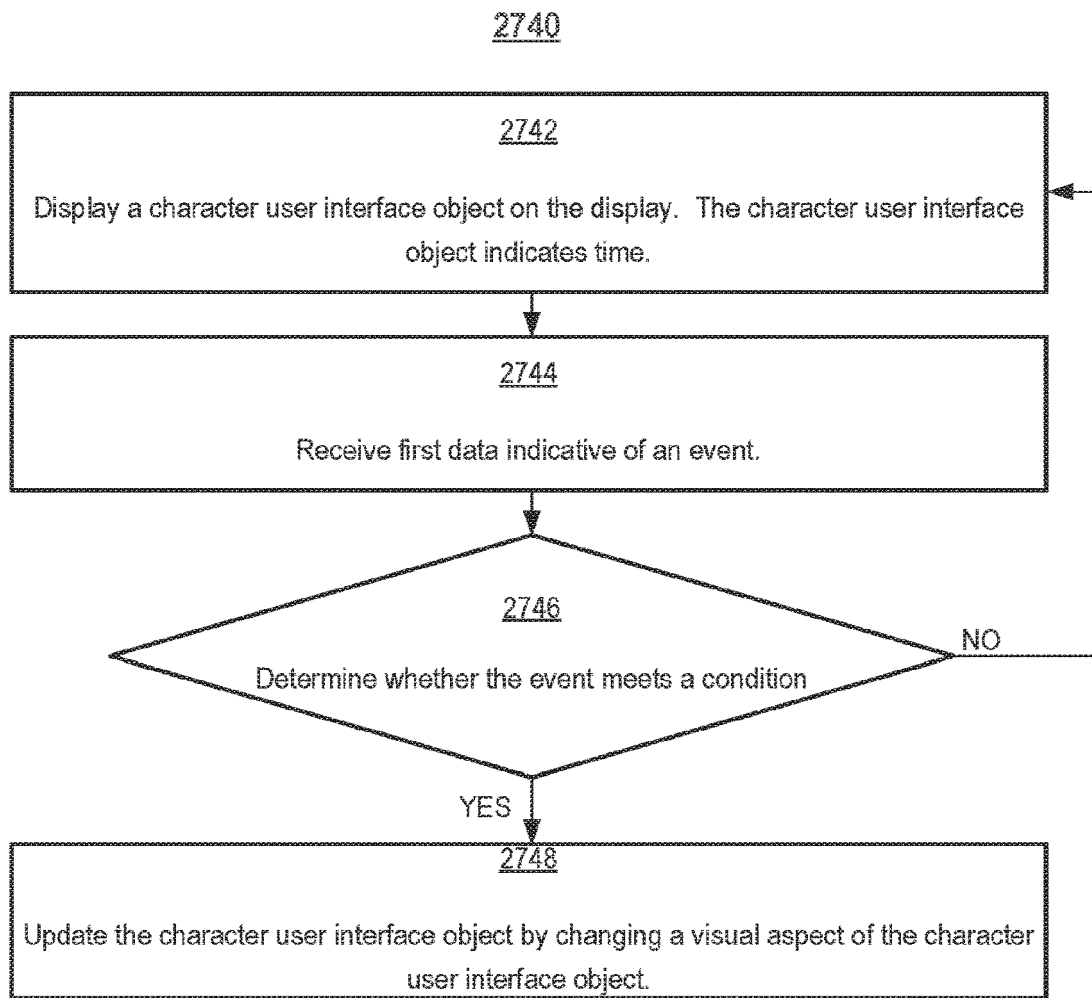 2740
2742
Display a character user interface object on the display. The character user interface
object indicates time.
2744
Receive first data indicative of an event.
2746
Determine whether the event meets a condition
NO
YES
2748
Update the character user interface object by changing a visual aspect of the character
user interface object.